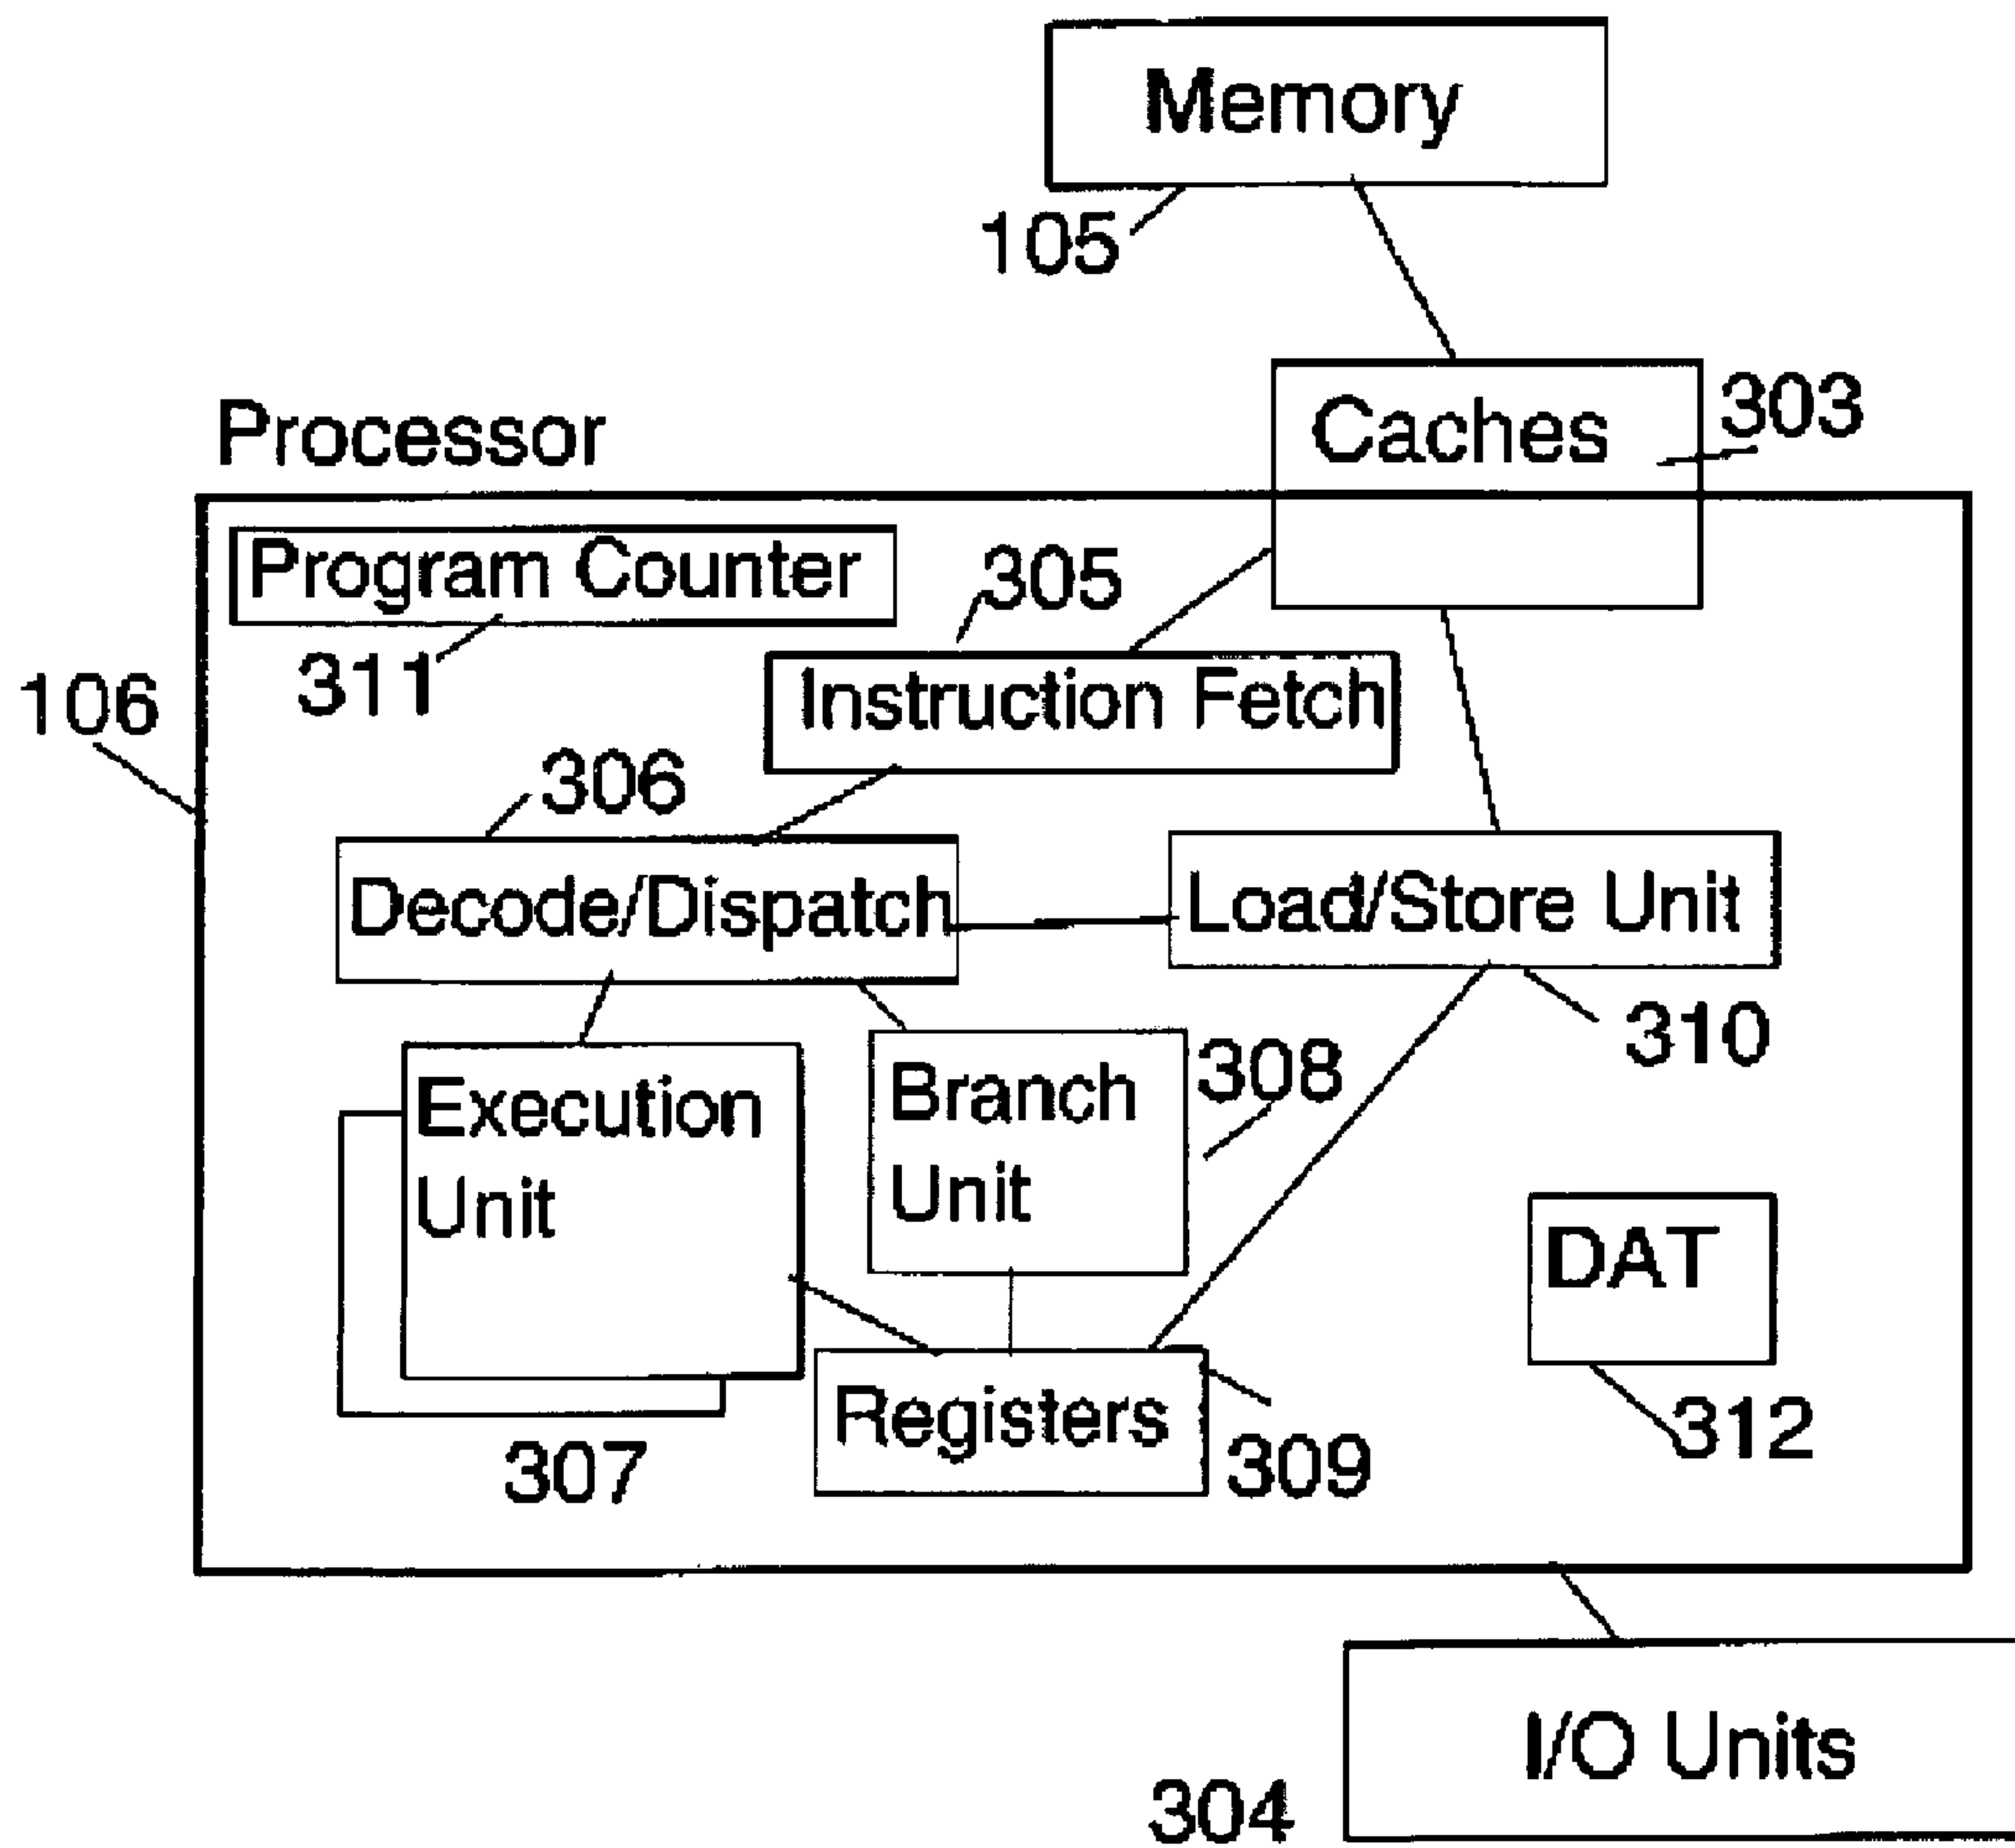 Memory
105
Caches
303
Processor
Program Counter
305
311
Instruction Fetch
106
306
Decode/Dispatch
Load/Store Unit
310
Execution
Unit
Branch
Unit
308
DAT
312
Registers
309
307
I/O Units
304